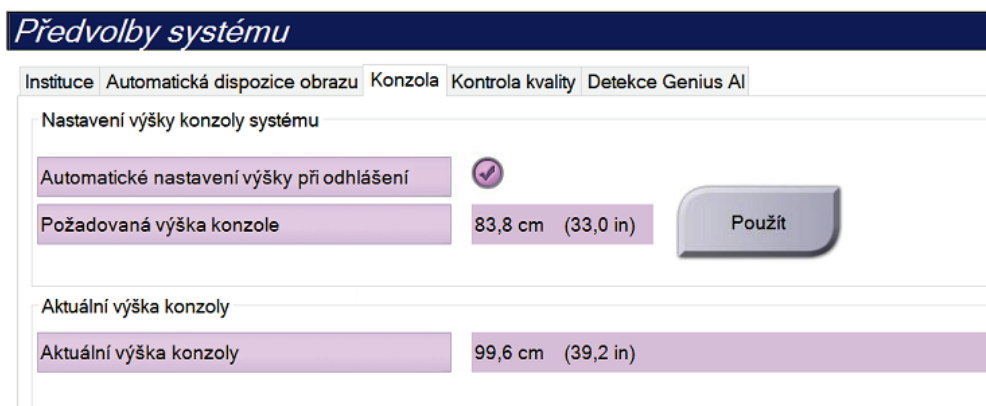 Předvolby systému
Instituce Automatická dispozice obrazu Konzola Kontrola kvality Detekce Genius AI
Nastavení výšky konzoly systému
Automatické nastavení výšky při odhlášení
Požadovaná výška konzole 83,8 cm (33,0 in) Použít
Aktuální výška konzoly
Aktuální výška konzoly 99,6 cm (39,2 in)